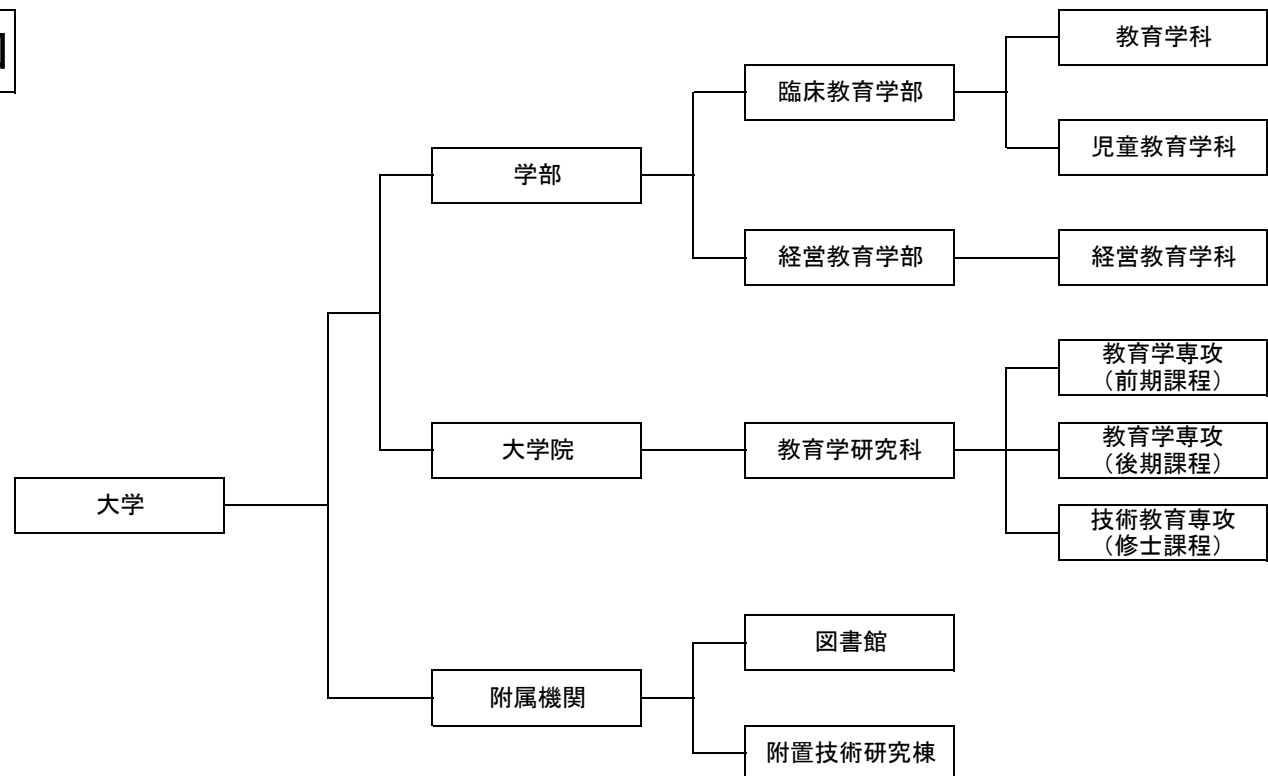 教育学科
臨床教育学部
児童教育学科
学部
経営教育学部
経営教育学科
教育学専攻
（前期課程）
大学院
教育学研究科
教育学専攻
（後期課程）
大学
技術教育専攻
（修士課程）
図書館
附属機関
附置技術研究棟